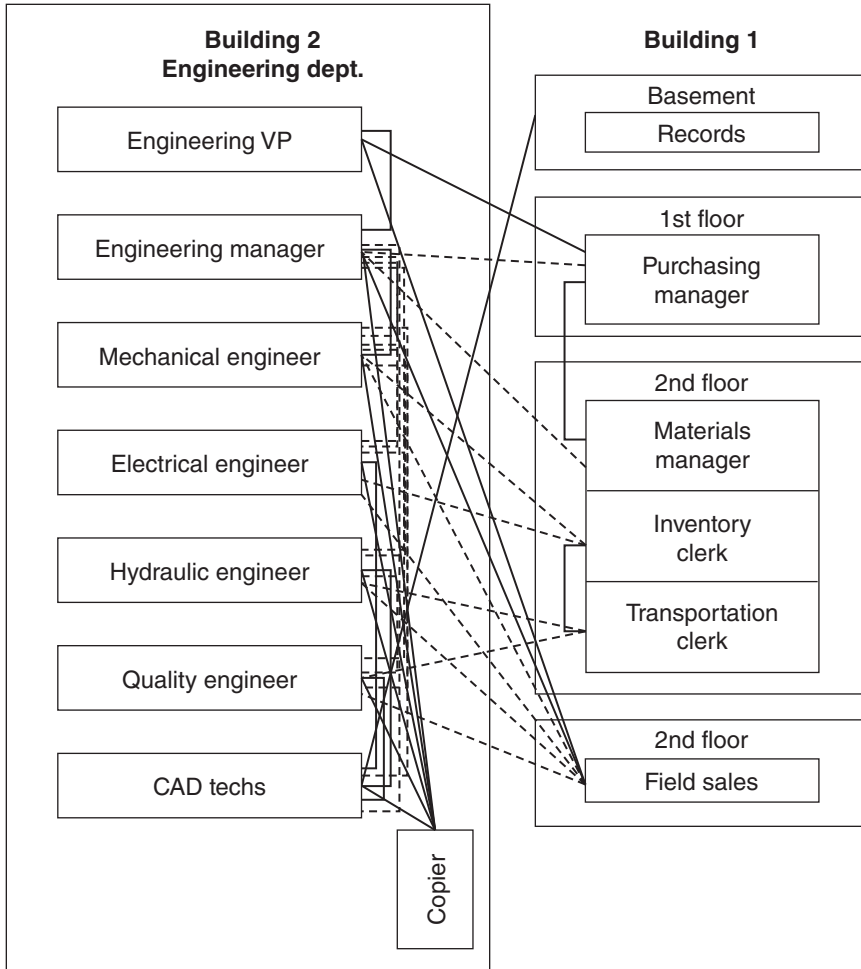 Building 2
Engineering dept.
Engineering VP
Engineering manager
Mechanical engineer
Electrical engineer
Hydraulic engineer
Quality engineer
CAD techs
Copier
Building 1
Basement
Records
1st floor
Purchasing
manager
2nd floor
Materials
manager
Inventory
clerk
Transportation
clerk
2nd floor
Field sales